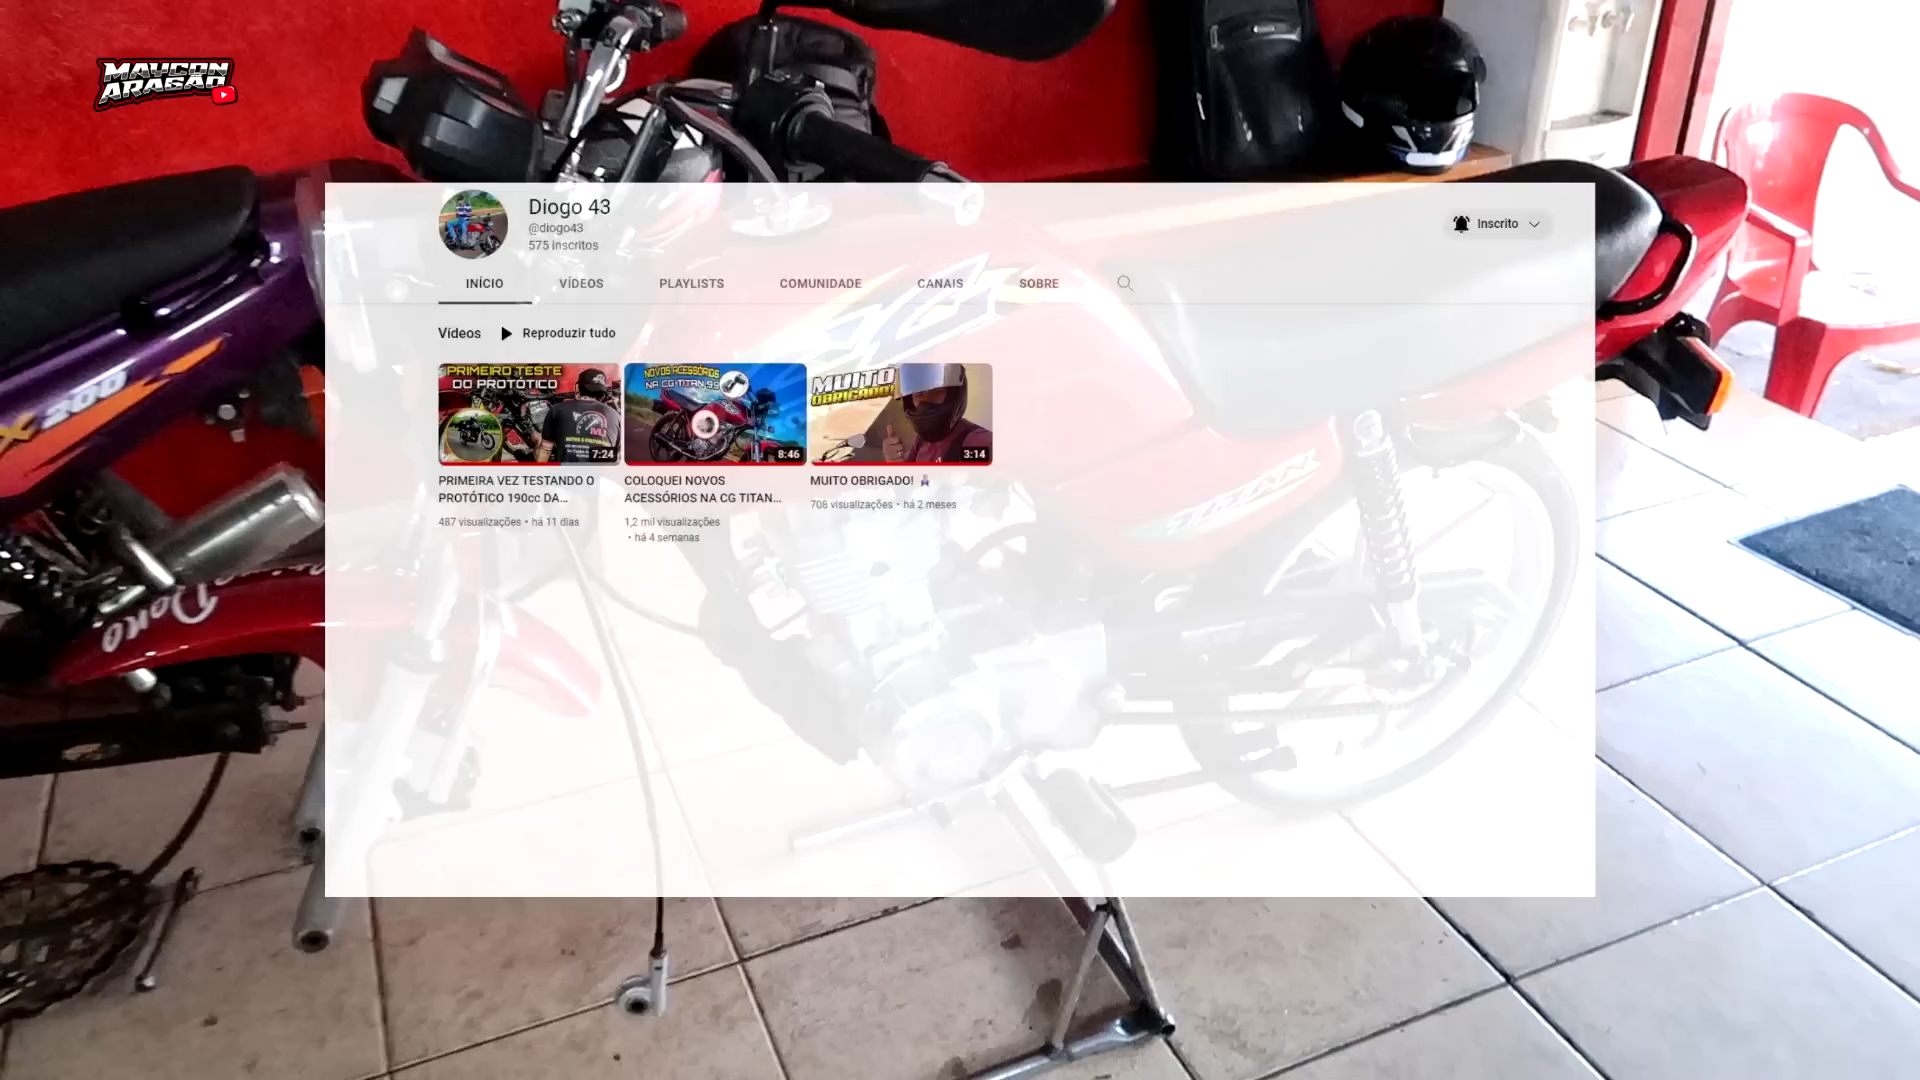 MAYCON
ARAGÃO
Diogo 43
@diogo43
575 inscritos
Inscrito
INÍCIO
VÍDEOS
PLAYLISTS
COMUNIDADE
CANAIS
SOBRE
Vídeos
Reproduzir tudo
PRIMEIRO TESTE
DO PROTÓTICO
7:24
NOVOS ACESSÓRIOS
NA CG TITAN 99
8:46
MUITO
OBRIGADO!
3:14
PRIMEIRA VEZ TESTANDO O
PROTÓTICO 190cc DA...
487 visualizações • há 11 dias
COLOQUEI NOVOS
ACESSÓRIOS NA CG TITAN...
1,2 mil visualizações
• há 4 semanas
MUITO OBRIGADO!
708 visualizações • há 2 meses
X 200
TITAN